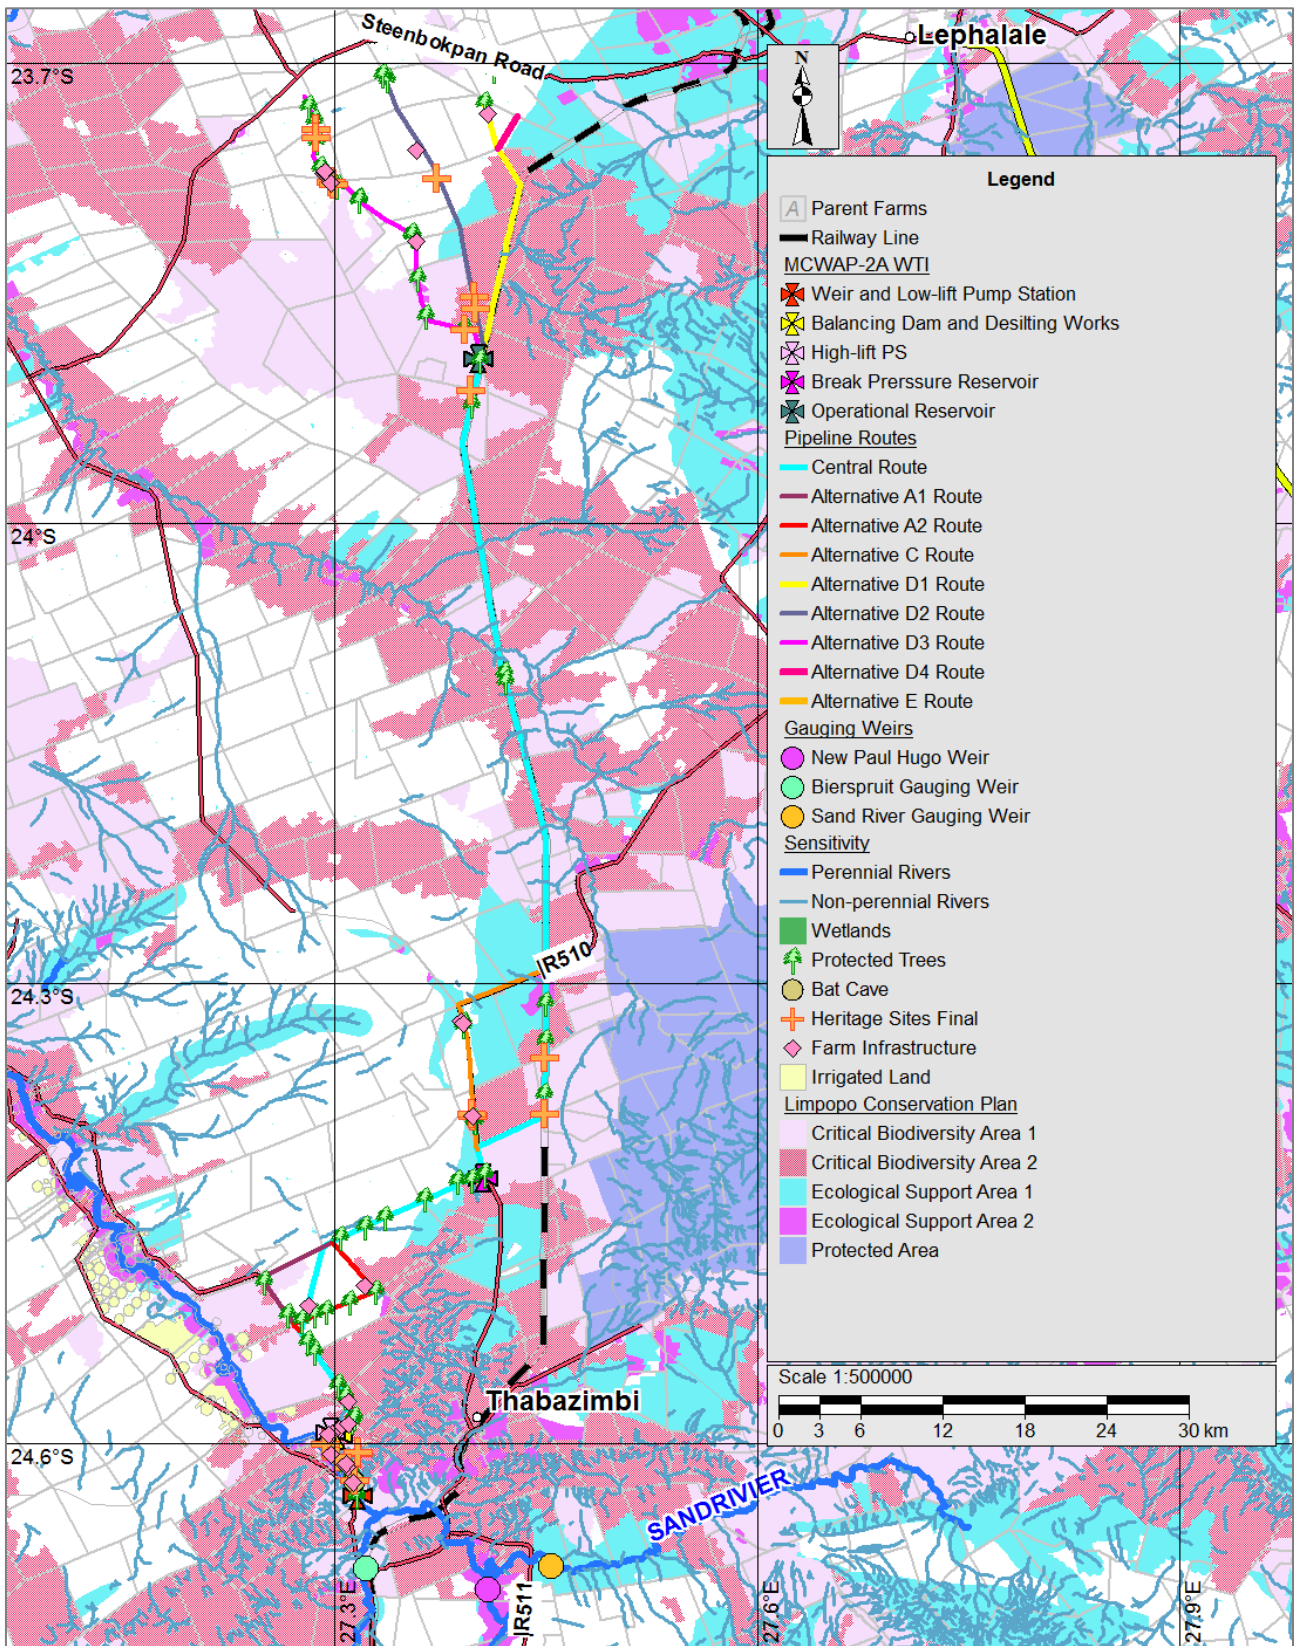 Steenbokpan Road
Lephalale
23.7°S
N
Legend
A Parent Farms
Railway Line
MCWAP-2A WTI
Weir and Low-lift Pump Station
Balancing Dam and Desilting Works
High-lift PS
Break Prerssure Reservoir
Operational Reservoir
Pipeline Routes
Central Route
Alternative A1 Route
Alternative A2 Route
Alternative C Route
Alternative D1 Route
Alternative D2 Route
Alternative D3 Route
Alternative D4 Route
Alternative E Route
Gauging Weirs
New Paul Hugo Weir
Bierspruit Gauging Weir
Sand River Gauging Weir
Sensitivity
Perennial Rivers
Non-perennial Rivers
Wetlands
Protected Trees
Bat Cave
Heritage Sites Final
Farm Infrastructure
Irrigated Land
Limpopo Conservation Plan
Critical Biodiversity Area 1
Critical Biodiversity Area 2
Ecological Support Area 1
Ecological Support Area 2
Protected Area
Scale 1:500000
0 3 6 12 18 24 30 km
24°S
|R510
24.3°S
Thabazimbi
24.6°S
SANDRIVIER
27.3°E
|R511
27.6°E
27.9°E